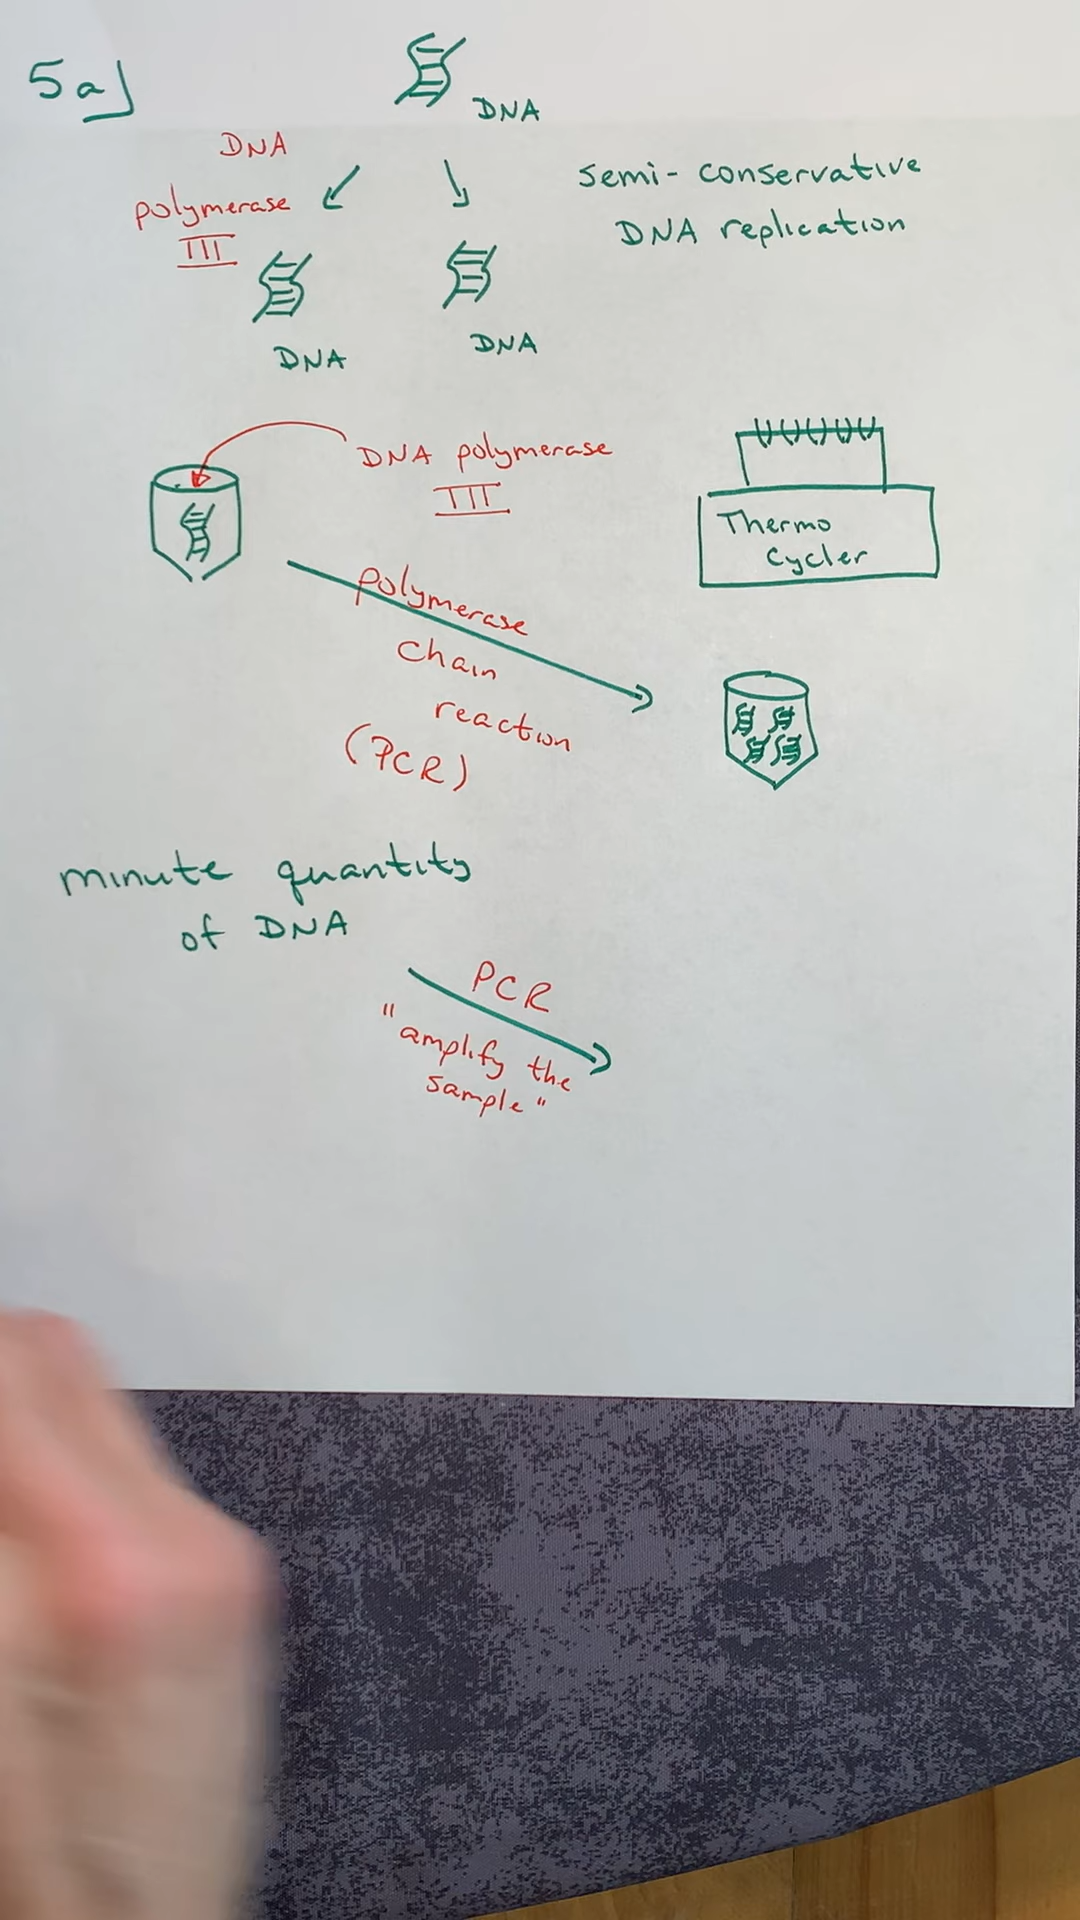 5a)
DNA
DNA
polymerase
III
semi-conservative
DNA replication
DNA
DNA
DNA polymerase
III
Thermo
Cycler
polymerase
chain
reaction
(PCR)
minute quantity
of DNA
PCR
"amplify the
sample"